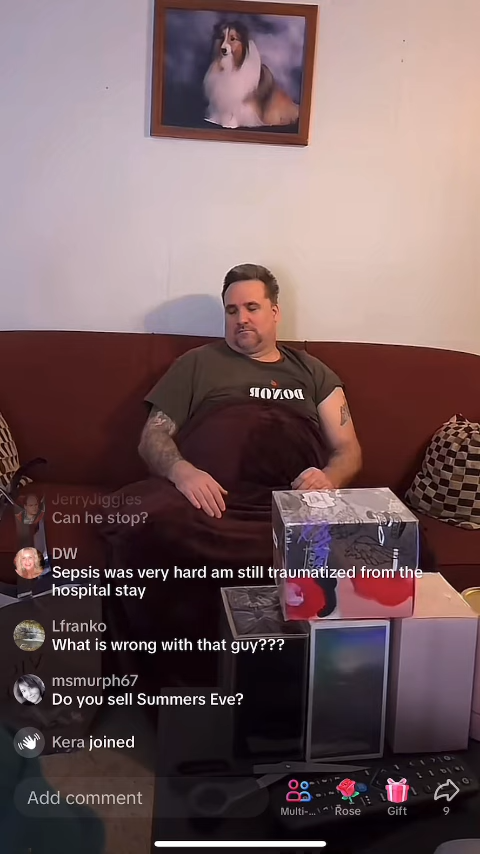 DONOR
JerryJiggles
Can he stop?
DW
Sepsis was very hard am still traumatized from the
hospital stay
Lfranko
What is wrong with that guy???
msmurph67
Do you sell Summers Eve?
Kera joined
Add comment
Multi-...
Rose
Gift
9